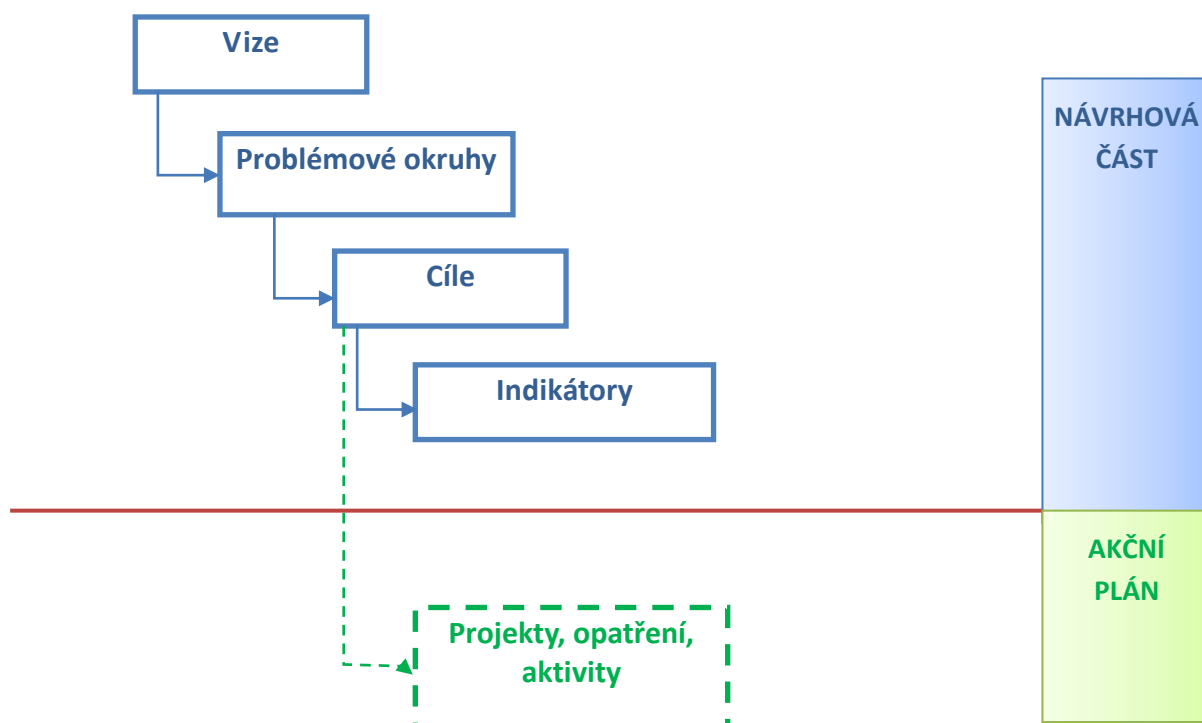 Vize
NÁVRHOVÁ
ČÁST
Problémové okruhy
Cíle
Indikátory
AKČNÍ
PLÁN
Projekty, opatření,
aktivity